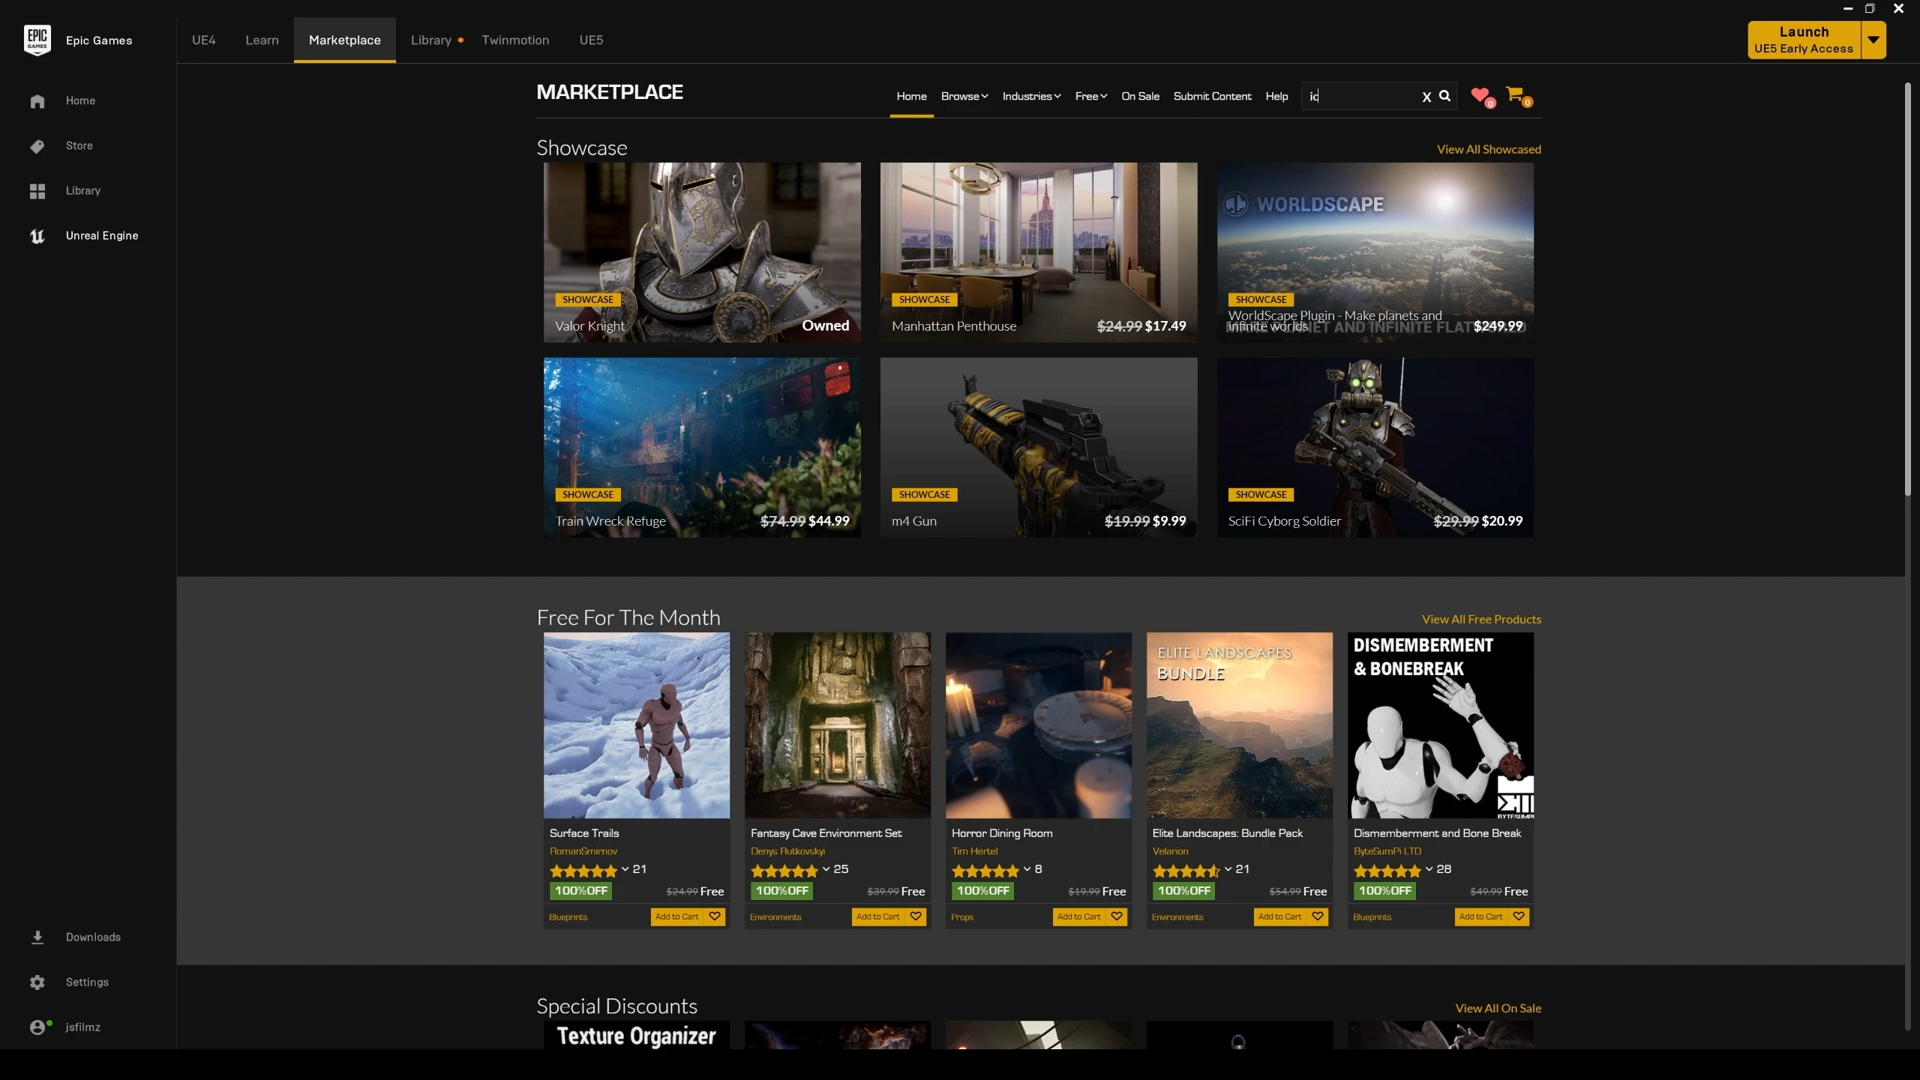 EPIC GAMES
Epic Games
UE4
Learn
Marketplace
Library
Twinmotion
UE5
Launch
UE5 Early Access
Home
Store
Library
Unreal Engine
Downloads
Settings
jsfilmz
MARKETPLACE
Home
Browse
Industries
Free
On Sale
Submit Content
Help
ic
X
0
0
Showcase
View All Showcased
SHOWCASE
Valor Knight
Owned
SHOWCASE
Manhattan Penthouse
$24.99 $17.49
WORLDSCAPE
SHOWCASE
WorldScape Plugin - Make planets and
infinite worlds
$249.99
SHOWCASE
Train Wreck Refuge
$74.99 $44.99
SHOWCASE
m4 Gun
$19.99 $9.99
SHOWCASE
SciFi Cyborg Soldier
$29.99 $20.99
Free For The Month
View All Free Products
Surface Trails
RomanSmirnov
21
100%OFF
$24.99 Free
Blueprints
Add to Cart
Fantasy Cave Environment Set
Denys Rutkovskyi
25
100%OFF
$39.99 Free
Environments
Add to Cart
Horror Dining Room
Tim Hertel
8
100%OFF
$19.99 Free
Props
Add to Cart
ELITE LANDSCAPES
BUNDLE
Elite Landscapes: Bundle Pack
Velarion
21
100%OFF
$54.99 Free
Environments
Add to Cart
DISMEMBERMENT
& BONEBREAK
Dismemberment and Bone Break
ByteSumPi LTD
28
100%OFF
$49.99 Free
Blueprints
Add to Cart
Special Discounts
View All On Sale
Texture Organizer